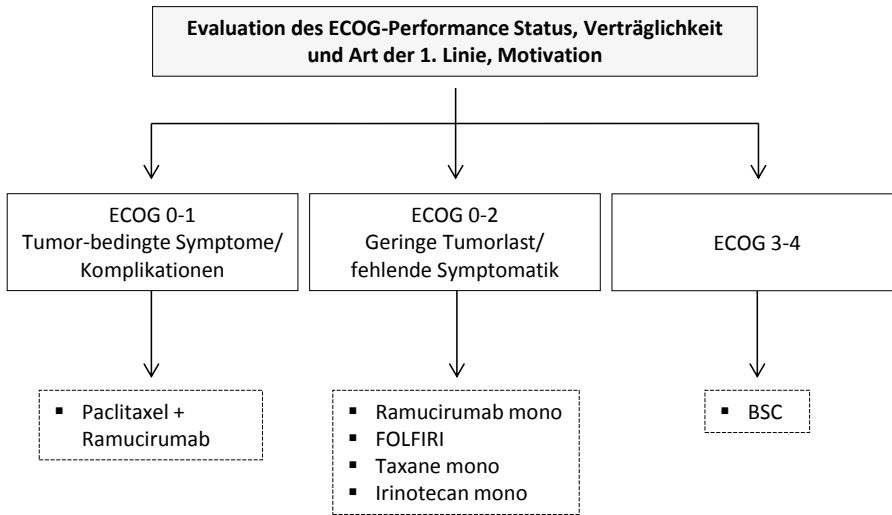 Evaluation des ECOG-Performance Status, Verträglichkeit
und Art der 1. Linie, Motivation
ECOG 0-1
Tumor-bedingte Symptome/
Komplikationen
ECOG 0-2
Geringe Tumorlast/
fehlende Symptomatik
ECOG 3-4
▪ Paclitaxel +
Ramucirumab
▪ Ramucirumab mono
▪ FOLFIRI
▪ Taxane mono
▪ Irinotecan mono
▪ BSC